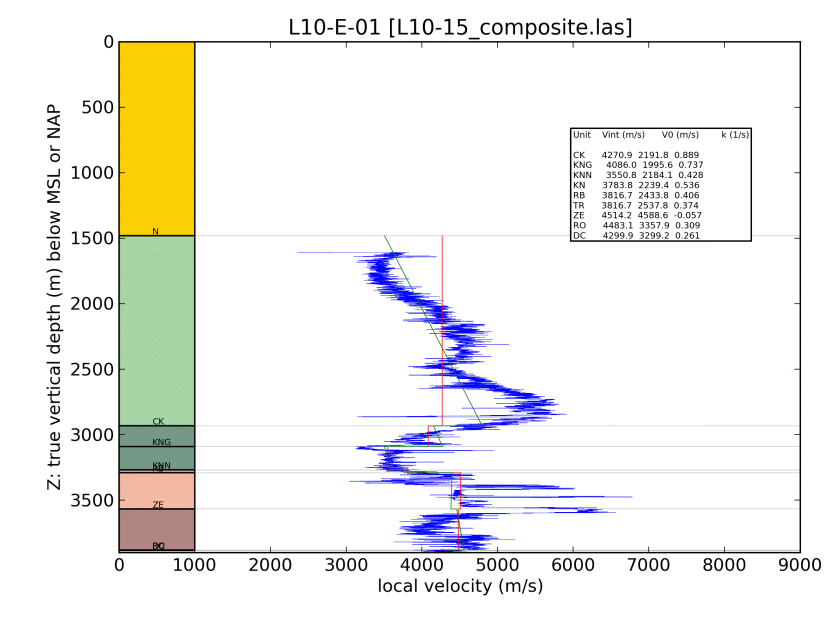 L10-E-01 [L10-15_composite.las]
0
500
1000
1500
2000
2500
3000
3500
Z: true vertical depth (m) below MSL or NAP
N
CK
KNG
KNN
ZE
Unit Vint (m/s) V0 (m/s) k (1/s)
CK 4270.9 2191.8 0.889
KNG 4086.0 1995.6 0.737
KNN 3550.8 2184.1 0.428
KN 3783.8 2239.4 0.536
RB 3816.7 2433.8 0.406
TR 3816.7 2537.8 0.374
ZE 4514.2 4588.6 -0.057
RO 4483.1 3357.9 0.309
DC 4299.9 3299.2 0.261
0 1000 2000 3000 4000 5000 6000 7000 8000 9000
local velocity (m/s)